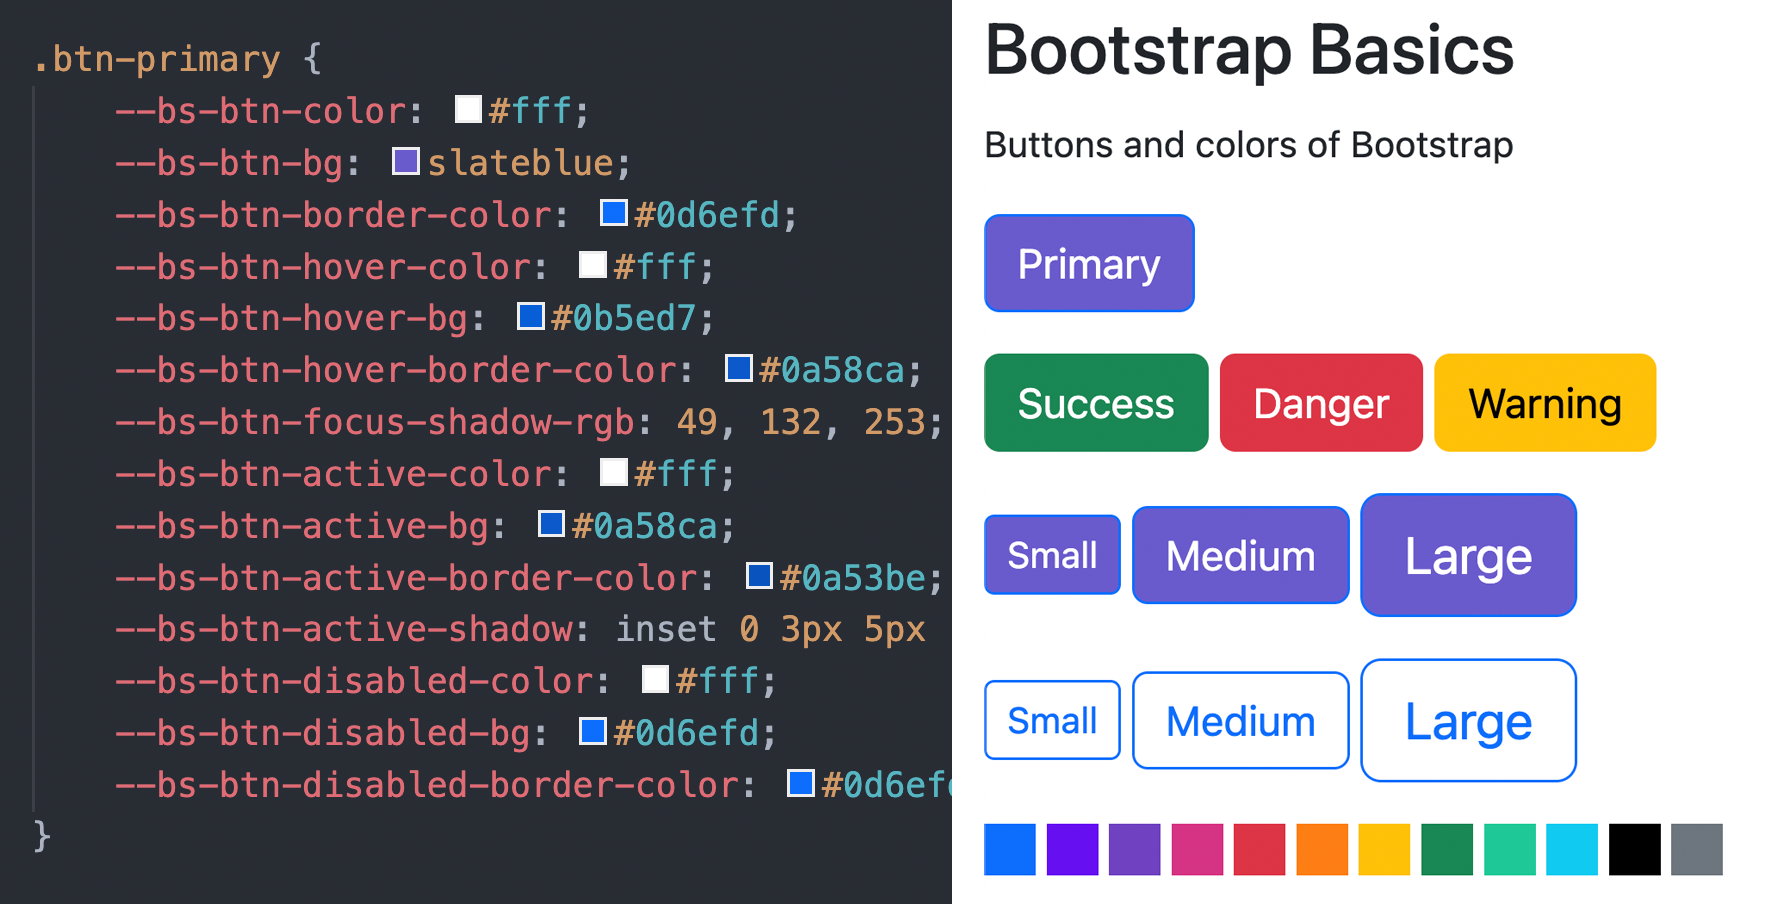 .btn-primary {
--bs-btn-color: #fff;
--bs-btn-bg: slateblue;
--bs-btn-border-color: #0d6efd;
--bs-btn-hover-color: #fff;
--bs-btn-hover-bg: #0b5ed7;
--bs-btn-hover-border-color: #0a58ca;
--bs-btn-focus-shadow-rgb: 49, 132, 253;
--bs-btn-active-color: #fff;
--bs-btn-active-bg: #0a58ca;
--bs-btn-active-border-color: #0a53be;
--bs-btn-active-shadow: inset 0 3px 5px
--bs-btn-disabled-color: #fff;
--bs-btn-disabled-bg: #0d6efd;
--bs-btn-disabled-border-color: #0d6ef
}
Bootstrap Basics
Buttons and colors of Bootstrap
Primary
Success Danger Warning
Small Medium Large
Small Medium Large